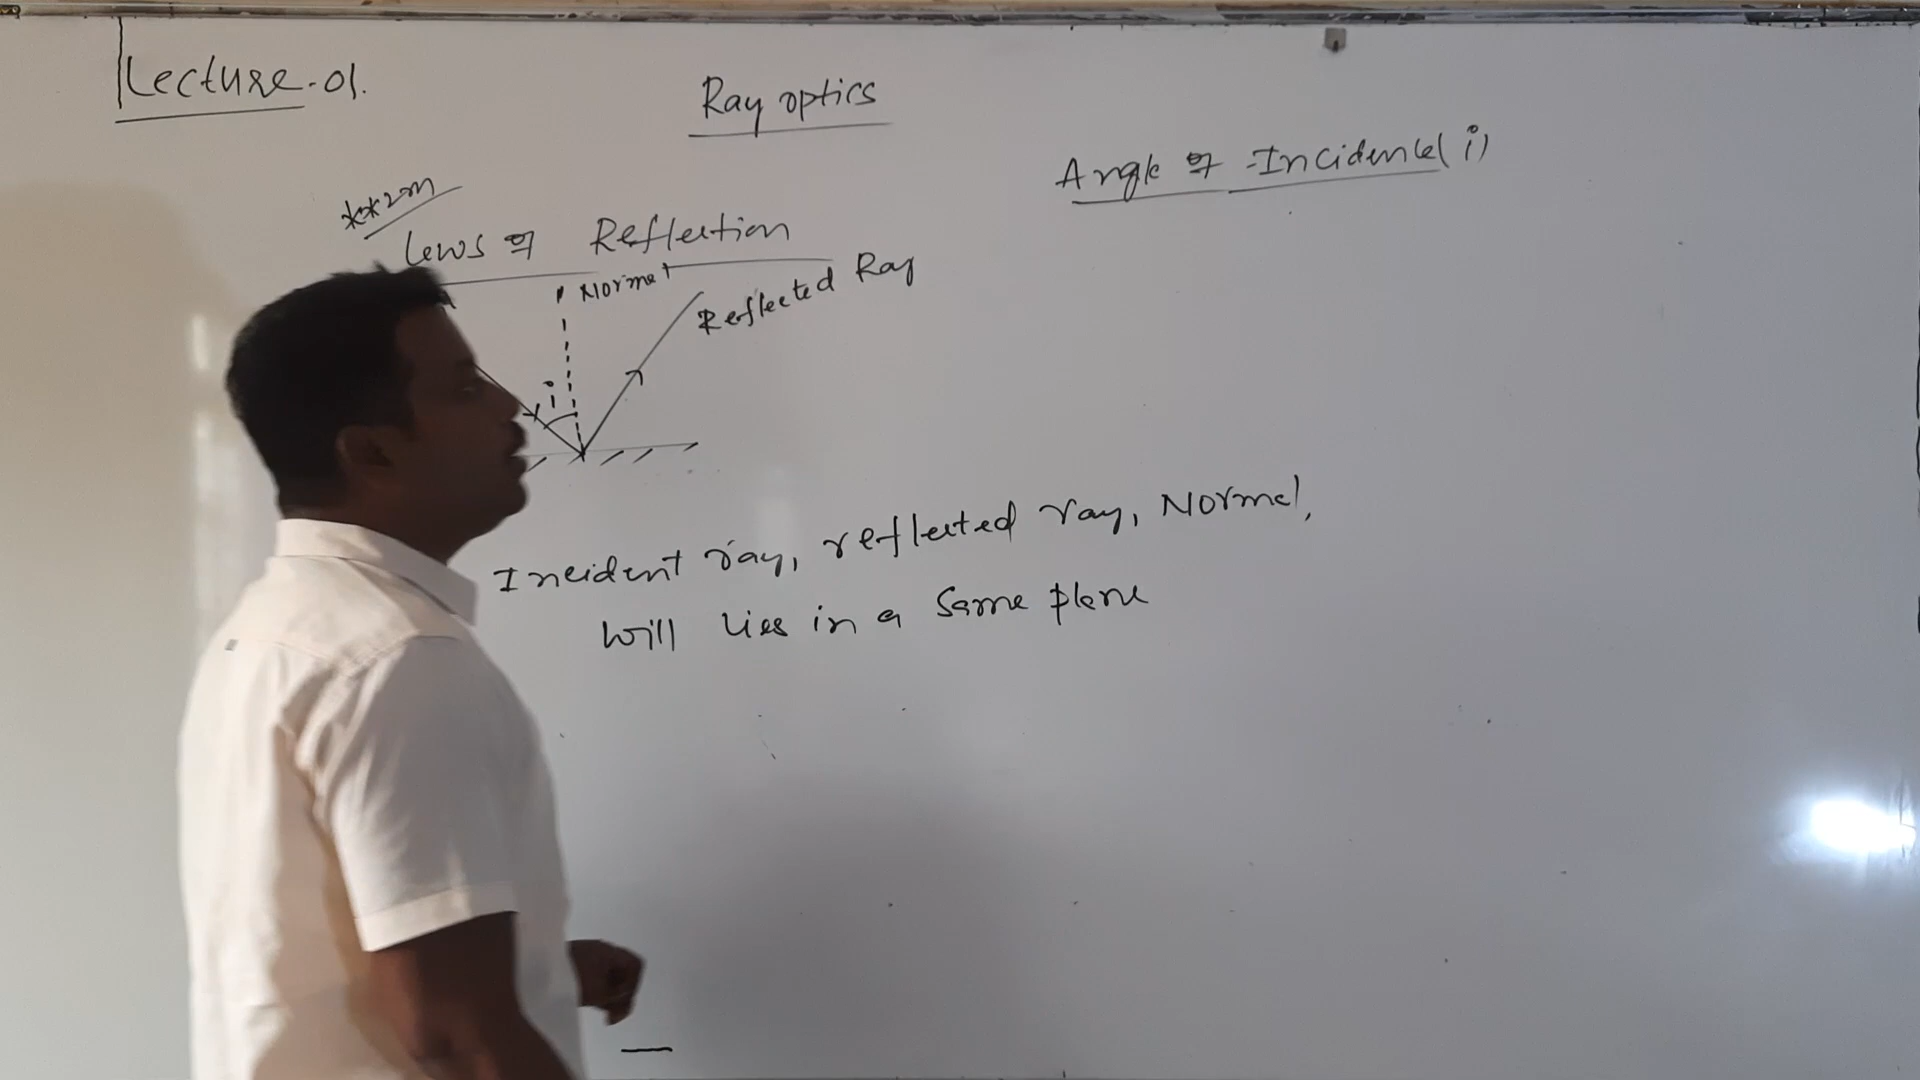 Lecture-01.
Ray optics
Angle of Incidence(i)
**2m
Lews of Reflection
Normal
Reflected Ray
i
Incident ray, reflected ray, Normal,
will lies in a same plane